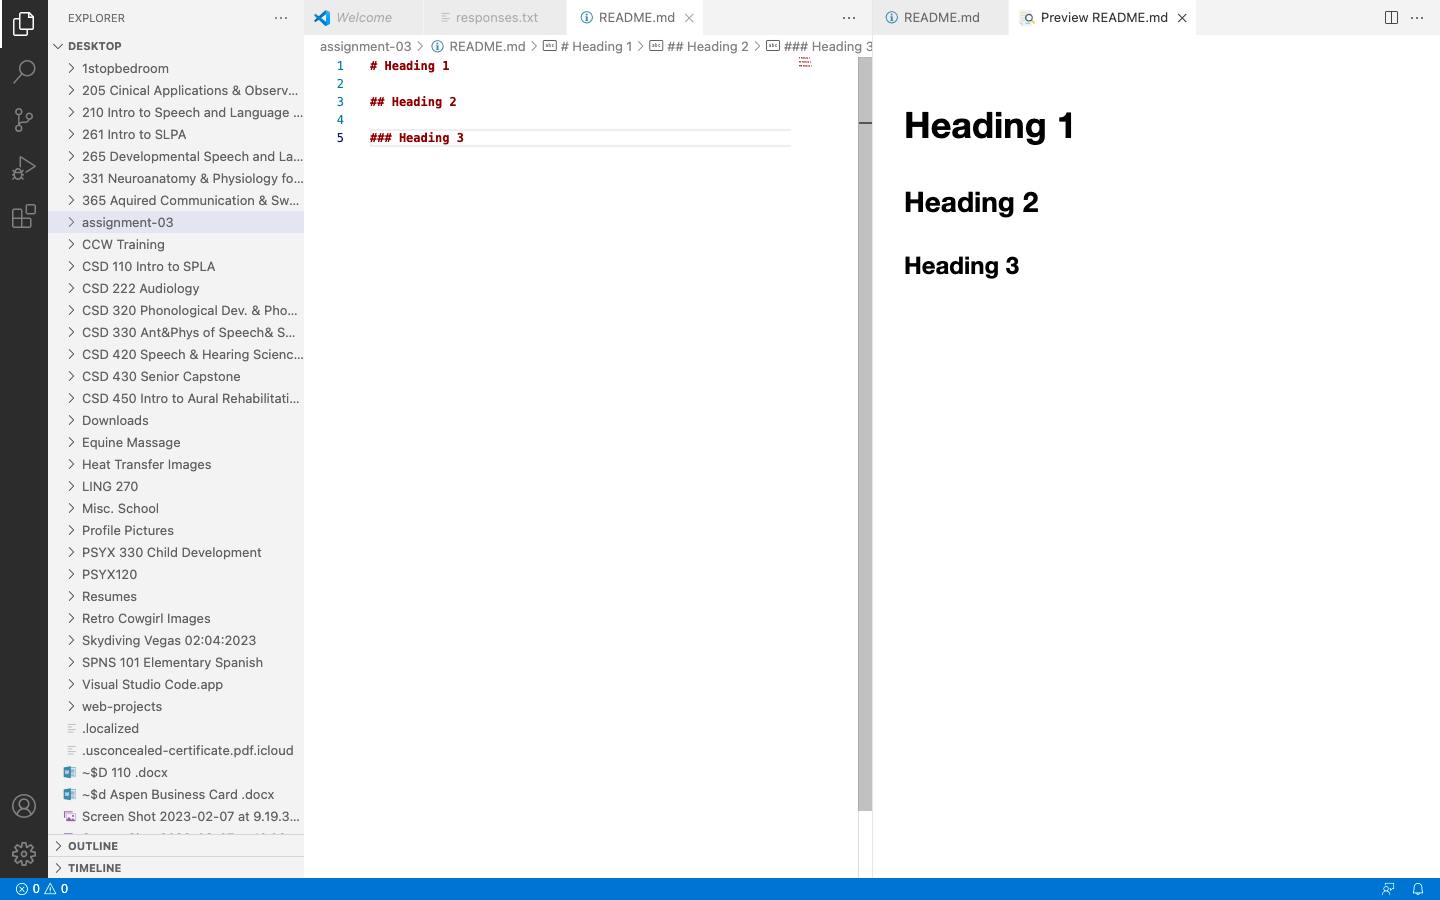 EXPLORER
DESKTOP
1stopbedroom
205 Cinical Applications & Observ...
210 Intro to Speech and Language ...
261 Intro to SLPA
265 Developmental Speech and La...
331 Neuroanatomy & Physiology fo...
365 Aquired Communication & Sw...
assignment-03
CCW Training
CSD 110 Intro to SPLA
CSD 222 Audiology
CSD 320 Phonological Dev. & Pho...
CSD 330 Ant&Phys of Speech& S...
CSD 420 Speech & Hearing Scienc...
CSD 430 Senior Capstone
CSD 450 Intro to Aural Rehabilitati...
Downloads
Equine Massage
Heat Transfer Images
LING 270
Misc. School
Profile Pictures
PSYX 330 Child Development
PSYX120
Resumes
Retro Cowgirl Images
Skydiving Vegas 02:04:2023
SPNS 101 Elementary Spanish
Visual Studio Code.app
web-projects
.localized
.usconcealed-certificate.pdf.icloud
~$D 110 .docx
~$d Aspen Business Card .docx
Screen Shot 2023-02-07 at 9.19.3...
OUTLINE
TIMELINE
0 0
Welcome
responses.txt
README.md
assignment-03 > README.md > # Heading 1 > ## Heading 2 > ### Heading 3
1 # Heading 1
2
3 ## Heading 2
4
5 ### Heading 3
README.md
Preview README.md
Heading 1
Heading 2
Heading 3